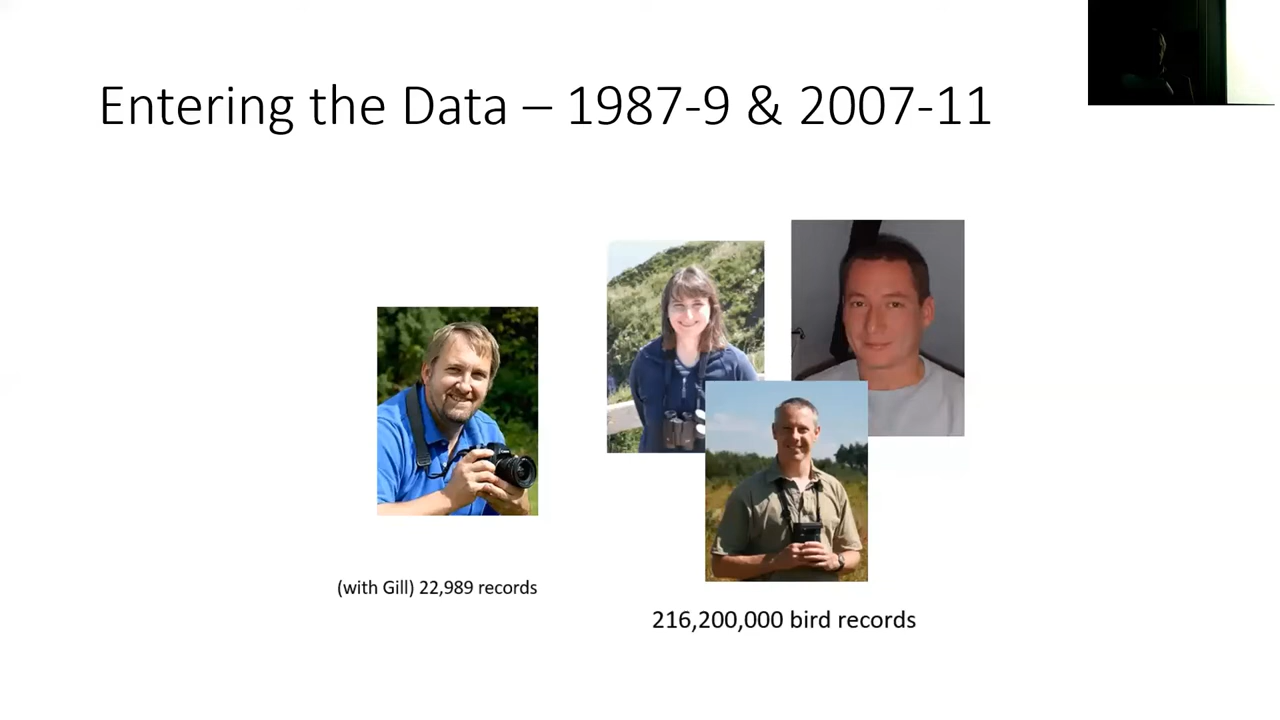 Entering the Data – 1987-9 & 2007-11
(with Gill) 22,989 records
216,200,000 bird records